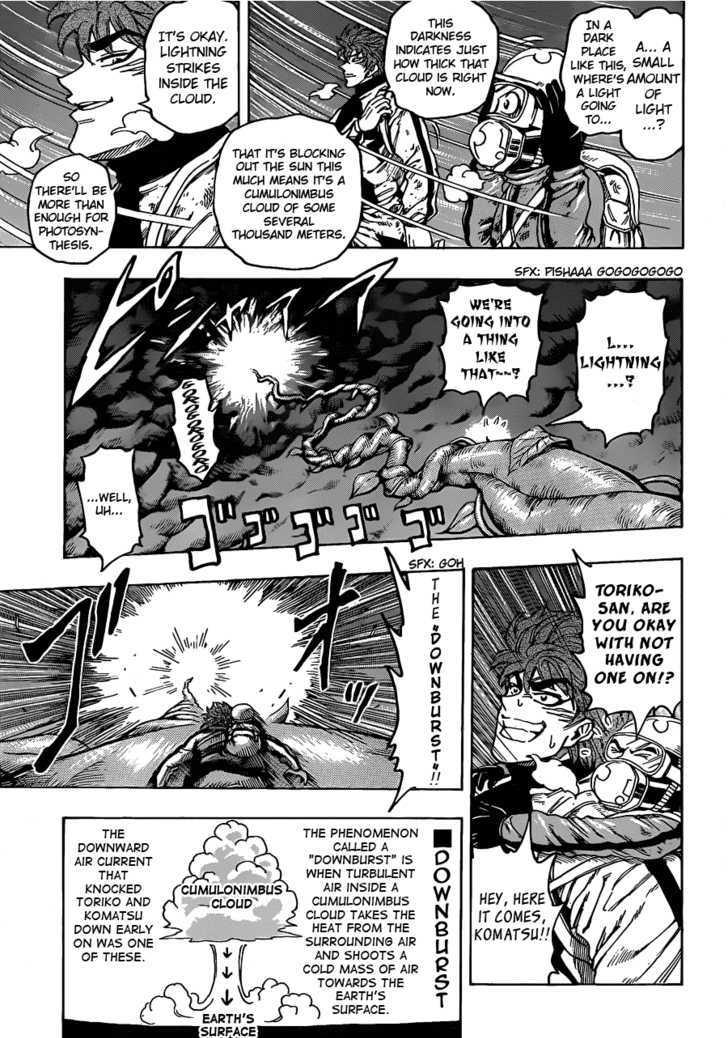 A... A
SMALL
AMOUNT
OF
LIGHT
...?
IN A
DARK
PLACE
LIKE THIS,
WHERE'S
A LIGHT
GOING
TO...
THIS
DARKNESS
INDICATES JUST
HOW THICK THAT
CLOUD IS RIGHT
NOW.
THAT IT'S BLOCKING
OUT THE SUN THIS
MUCH MEANS IT'S A
CUMULONIMBUS
CLOUD OF SOME
SEVERAL
THOUSAND METERS.
IT'S OKAY.
LIGHTNING
STRIKES
INSIDE THE
CLOUD.
SO
THERE'LL BE
MORE THAN
ENOUGH FOR
PHOTOSYN-
THESIS.
SFX: PISHAAA GOGOGOGOGO
L...
LIGHTNING
...?
WE'RE
GOING INTO
A THING
LIKE
THAT~~?
...WELL,
UH...
ゴゴゴゴゴ
SFX: GOH
TORIKO-
SAN, ARE
YOU OKAY
WITH NOT
HAVING
ONE ON!?
HEY, HERE
IT COMES,
KOMATSU!!
THE "DOWNBURST"!!
ゴッ
■DOWNBURST
THE PHENOMENON
CALLED A
"DOWNBURST" IS
WHEN TURBULENT
AIR INSIDE A
CUMULONIMBUS
CLOUD TAKES THE
HEAT FROM THE
SURROUNDING AIR
AND SHOOTS A
COLD MASS OF AIR
TOWARDS THE
EARTH'S
SURFACE.
CUMULONIMBUS
CLOUD
EARTH'S
SURFACE
THE
DOWNWARD
AIR CURRENT
THAT
KNOCKED
TORIKO AND
KOMATSU
DOWN EARLY
ON WAS ONE
OF THESE.